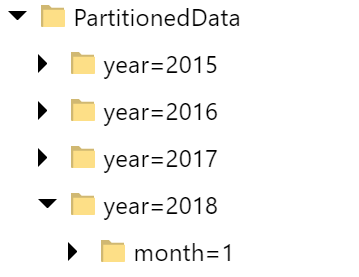 PartitionedData
year=2015
year=2016
year=2017
year=2018
month=1